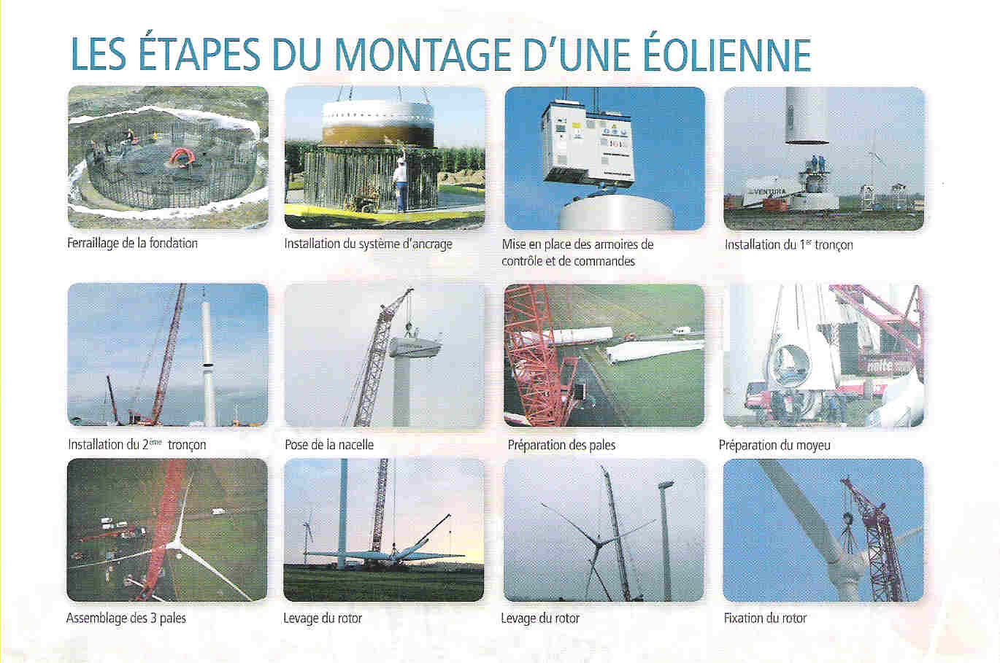 LES ÉTAPES DU MONTAGE D'UNE ÉOLIENNE
VENTURA
Ferraillage de la fondation
Installation du système d'ancrage
Mise en place des armoires de
contrôle et de commandes
Installation du 1er tronçon
VENTURA
Installation du 2ème tronçon
Pose de la nacelle
Préparation des pales
Préparation du moyeu
Assemblage des 3 pales
Levage du rotor
Levage du rotor
Fixation du rotor